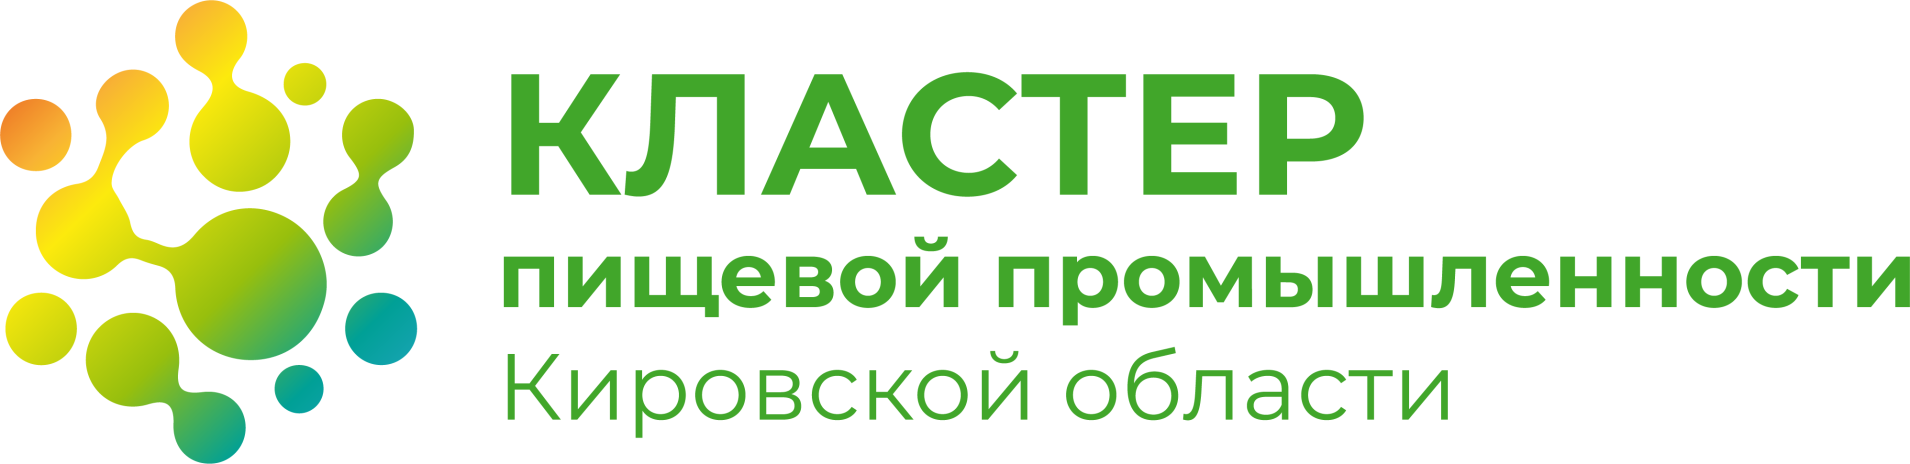 КЛАСТЕР
пищевой промышленности
Кировской области